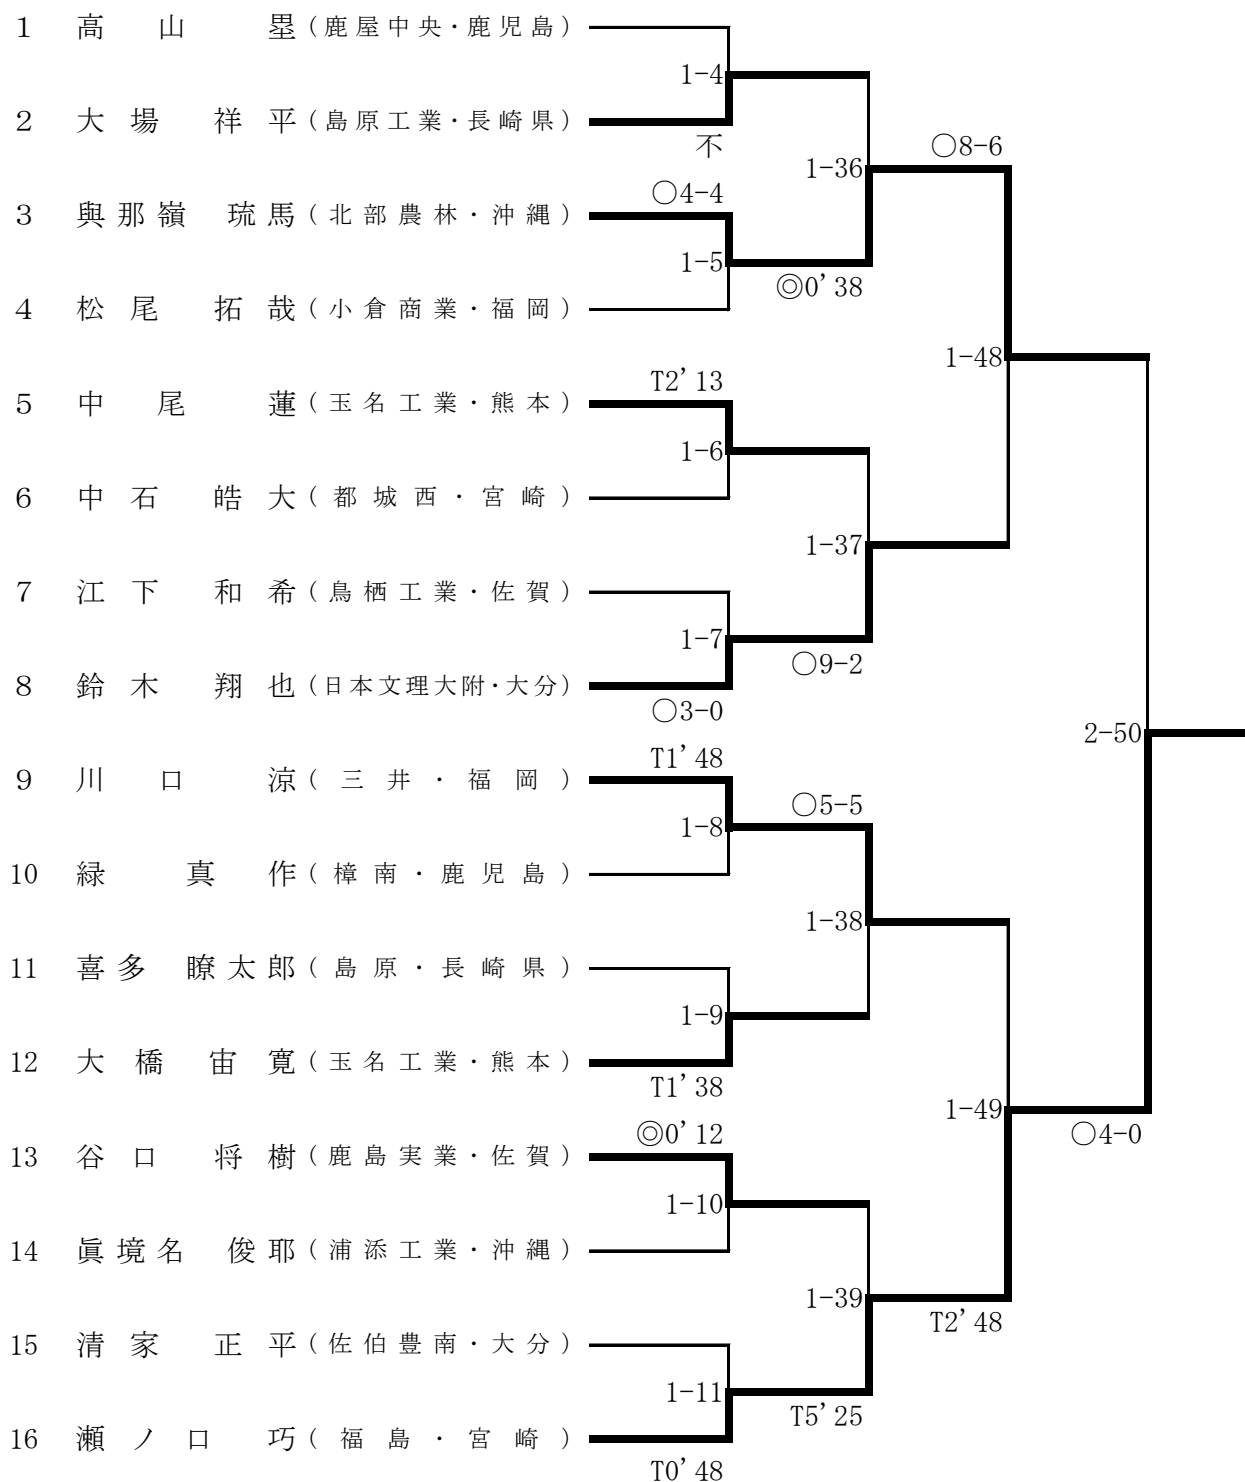 1 高山 塁 (鹿屋中央・鹿児島)
1-4
2 大場 祥平 (島原工業・長崎県)
不
○8-6
1-36
○4-4
3 與那嶺 琉馬 (北部農林・沖縄)
1-5
◎0'38
4 松尾 拓哉 (小倉商業・福岡)
1-48
T2'13
5 中尾 蓮 (玉名工業・熊本)
1-6
6 中石 皓大 (都城西・宮崎)
1-37
7 江下 和希 (鳥栖工業・佐賀)
1-7
○9-2
8 鈴木 翔也 (日本文理大附・大分)
○3-0
2-50
T1'48
9 川口 涼 (三井・福岡)
○5-5
1-8
10 緑 真作 (樟南・鹿児島)
1-38
11 喜多 瞭太郎 (島原・長崎県)
1-9
12 大橋 宙寛 (玉名工業・熊本)
T1'38
1-49
◎0'12
○4-0
13 谷口 将樹 (鹿島実業・佐賀)
1-10
14 眞境名 俊耶 (浦添工業・沖縄)
1-39
T2'48
15 清家 正平 (佐伯豊南・大分)
1-11
T5'25
16 瀬ノ口 巧 (福島・宮崎)
T0'48